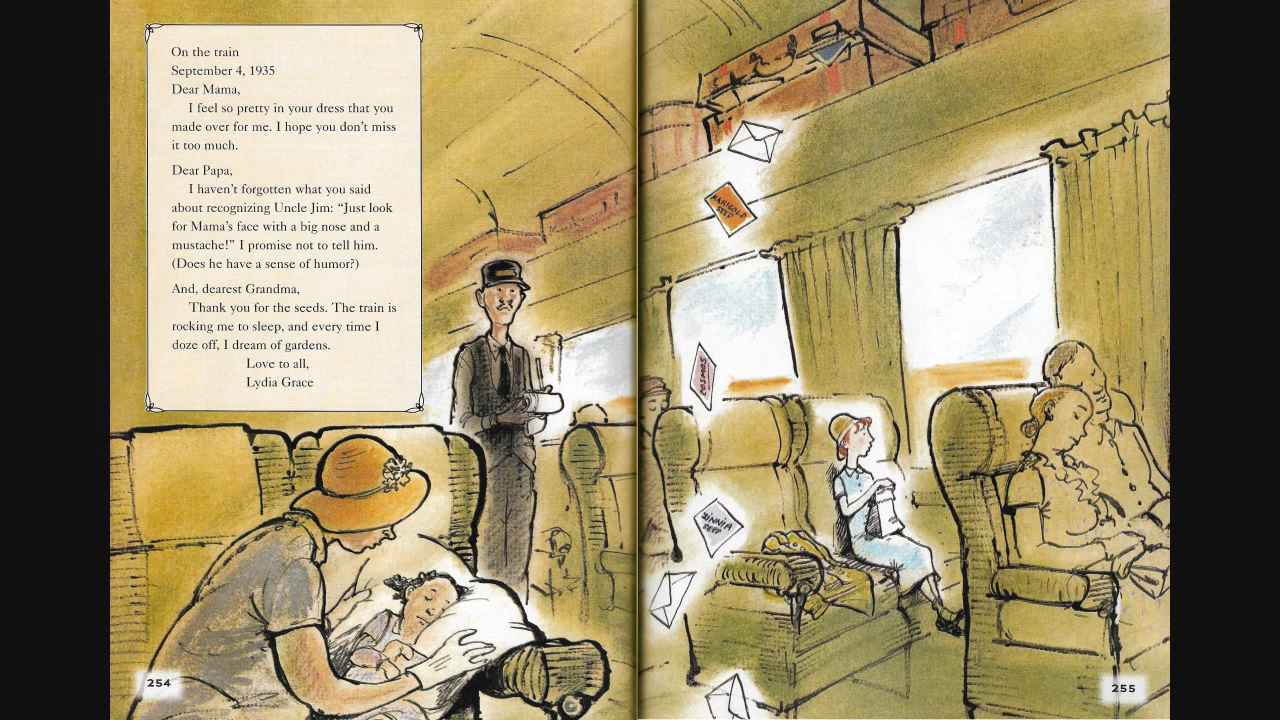 On the train
September 4, 1935
Dear Mama,
I feel so pretty in your dress that you
made over for me. I hope you don't miss
it too much.
Dear Papa,
I haven't forgotten what you said
about recognizing Uncle Jim: “Just look
for Mama's face with a big nose and a
mustache!” I promise not to tell him.
(Does he have a sense of humor?)
And, dearest Grandma,
Thank you for the seeds. The train is
rocking me to sleep, and every time I
doze off, I dream of gardens.
Love to all,
Lydia Grace
254
MARIGOLD
SEED
COSMOS
ZINNIA
SEED
255